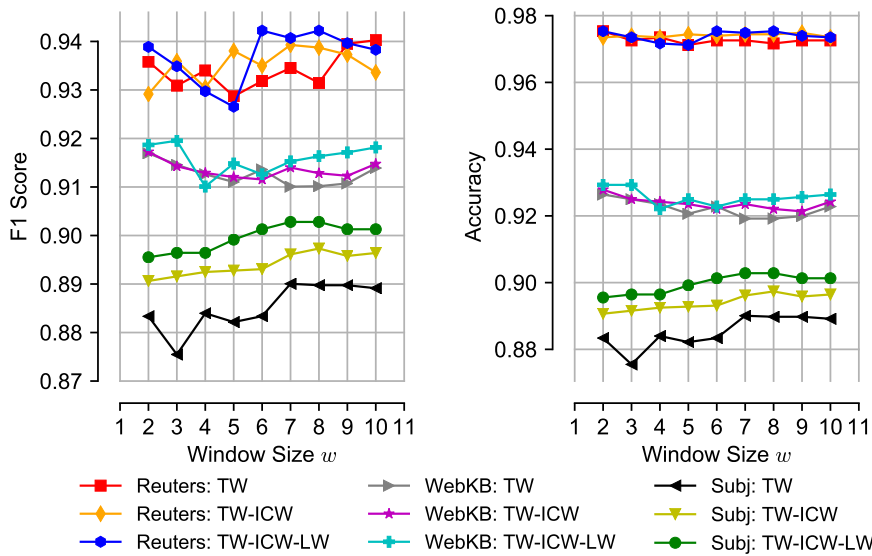 0.94
0.93
0.92
0.91
0.90
0.89
0.88
0.87
F1 Score
1 2 3 4 5 6 7 8 9 10 11
Window Size w
0.98
0.96
0.94
0.92
0.90
0.88
Accuracy
1 2 3 4 5 6 7 8 9 10 11
Window Size w
Reuters: TW
Reuters: TW-ICW
Reuters: TW-ICW-LW
WebKB: TW
WebKB: TW-ICW
WebKB: TW-ICW-LW
Subj: TW
Subj: TW-ICW
Subj: TW-ICW-LW